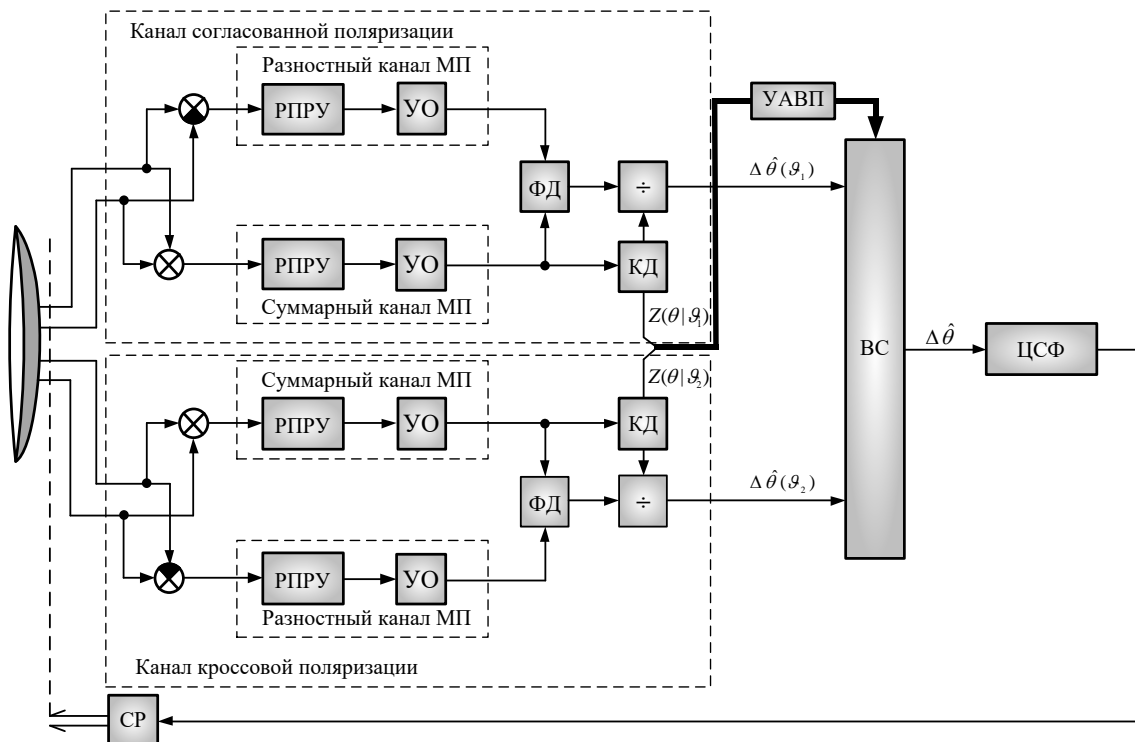 Канал согласованной поляризации
Разностный канал МП
РПРУ
УО
УАВП
ФД
÷
Δθ̂(ϑ₁)
РПРУ
УО
КД
Суммарный канал МП
Z(θ|ϑ₁)
ВС
Δθ̂
ЦСФ
Суммарный канал МП
Z(θ|ϑ₂)
РПРУ
УО
КД
ФД
÷
Δθ̂(ϑ₂)
РПРУ
УО
Разностный канал МП
Канал кроссовой поляризации
СР